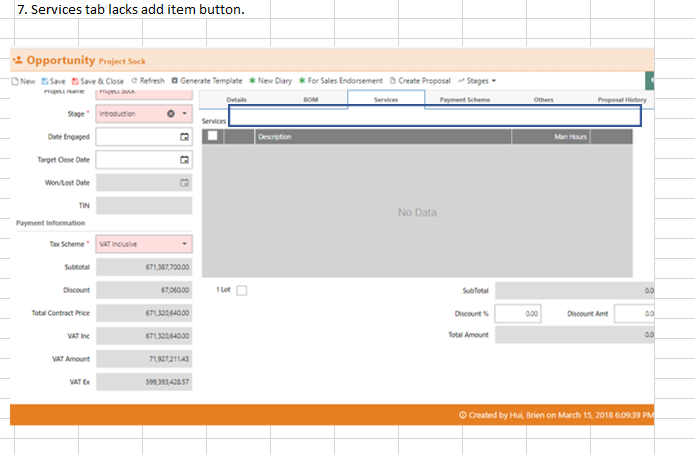 7. Services tab lacks add item button.
Opportunity Project Sock
New Save Save & Close Refresh Generate Template New Diary For Sales Endorsement Create Proposal Stages
Project Name Project Sock
Details BOM Services Payment Scheme Others Proposal History
Stage * Introduction
Services
Date Engaged
Description Man Hours
Target Close Date
Won/Lost Date
No Data
TIN
Payment Information
Tax Scheme * VAT Inclusive
Subtotal 671,387,700.00
Discount 67,060.00
1 Lot
SubTotal 0.0
Total Contract Price 671,320,640.00
Discount % 0.00 Discount Amt 0.0
VAT Inc 671,320,640.00
Total Amount 0.0
VAT Amount 71,927,211.43
VAT Ex 599,393,428.57
Created by Hui, Brien on March 15, 2018 6:09:39 PM